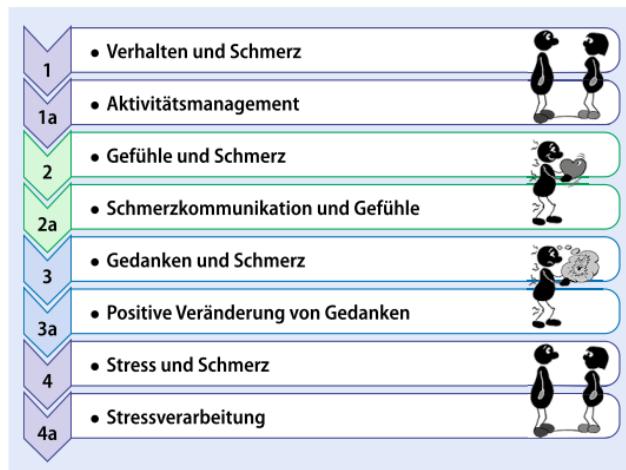 1 • Verhalten und Schmerz
1a • Aktivitätsmanagement
2 • Gefühle und Schmerz
2a • Schmerzkommunikation und Gefühle
3 • Gedanken und Schmerz
3a • Positive Veränderung von Gedanken
4 • Stress und Schmerz
4a • Stressverarbeitung